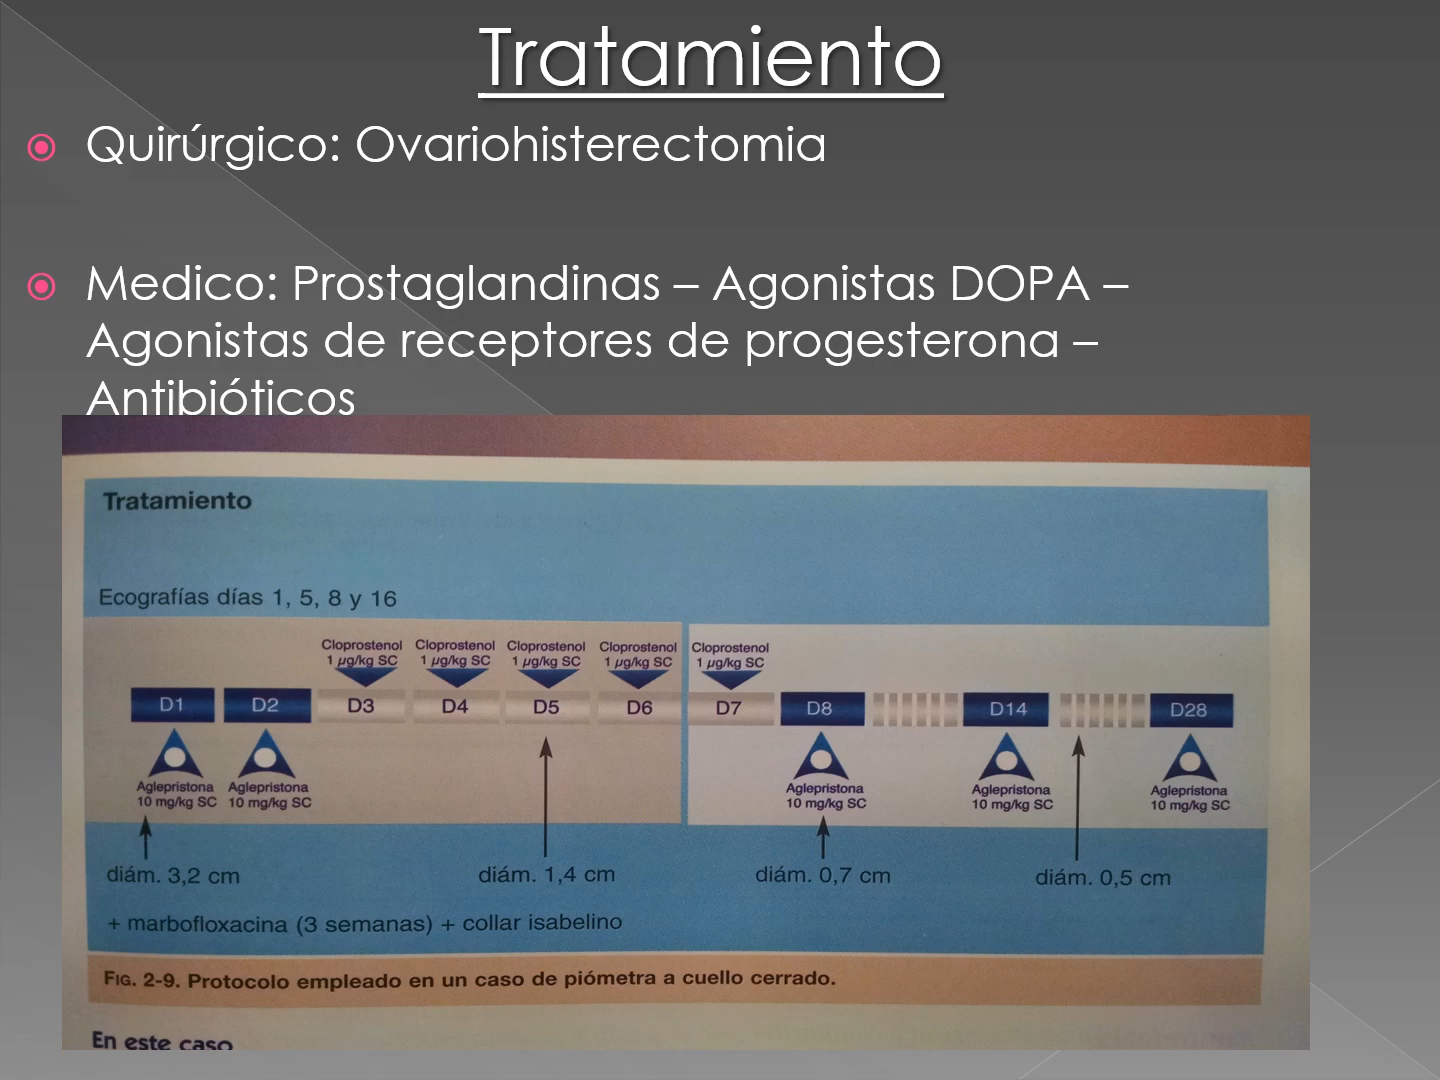 Tratamiento
Quirúrgico: Ovariohisterectomia
Medico: Prostaglandinas – Agonistas DOPA –
Agonistas de receptores de progesterona –
Antibióticos
Tratamiento
Ecografías días 1, 5, 8 y 16
Cloprostenol Cloprostenol Cloprostenol Cloprostenol Cloprostenol
1 µg/kg SC 1 µg/kg SC 1 µg/kg SC 1 µg/kg SC 1 µg/kg SC
D1 D2 D3 D4 D5 D6 D7 D8 D14 D28
Aglepristona Aglepristona Aglepristona Aglepristona Aglepristona
10 mg/kg SC 10 mg/kg SC 10 mg/kg SC 10 mg/kg SC 10 mg/kg SC
diám. 3,2 cm diám. 1,4 cm diám. 0,7 cm diám. 0,5 cm
+ marbofloxacina (3 semanas) + collar isabelino
FIG. 2-9. Protocolo empleado en un caso de piómetra a cuello cerrado.
En este caso